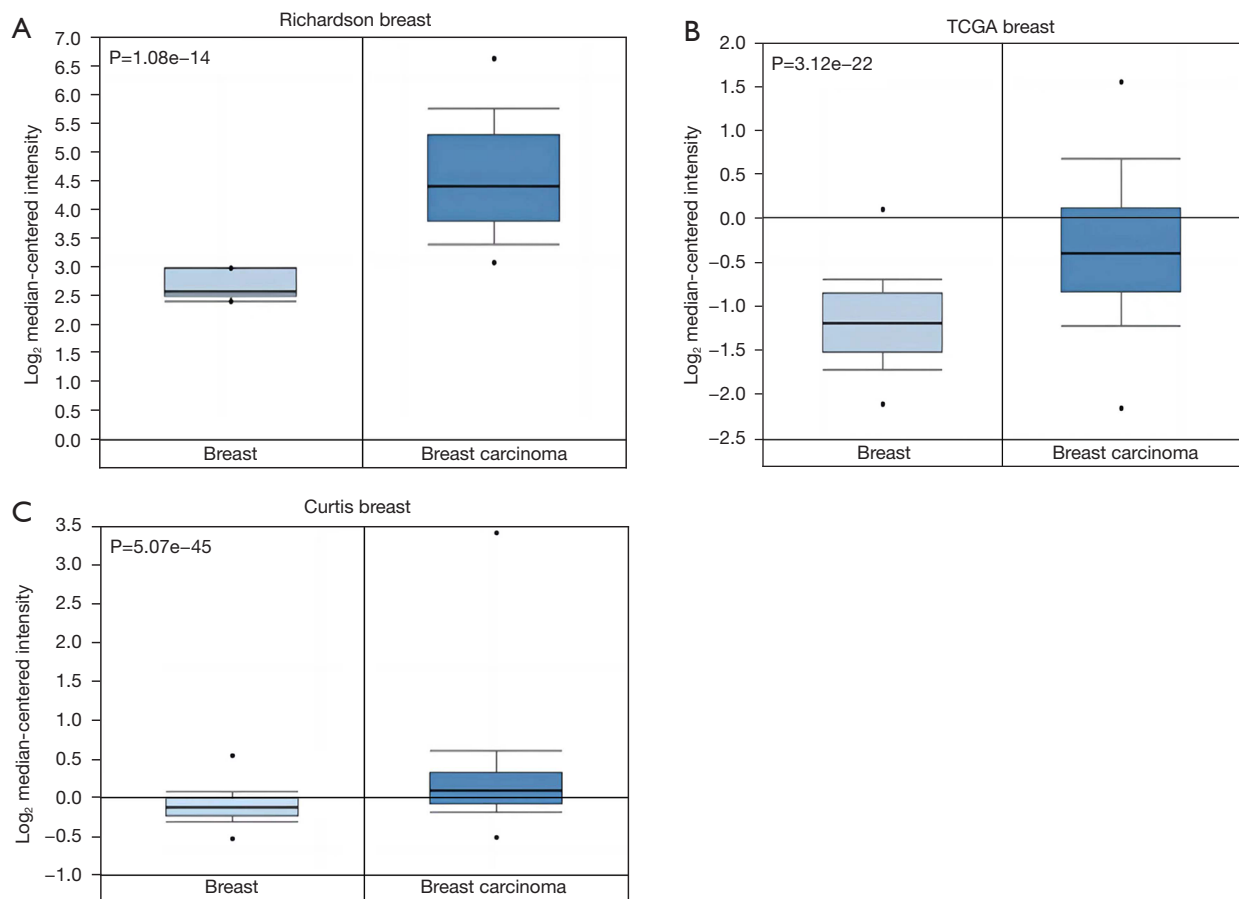 A
Richardson breast
P=1.08e−14
Log₂ median-centered intensity
7.0
6.5
6.0
5.5
5.0
4.5
4.0
3.5
3.0
2.5
2.0
1.5
1.0
0.5
0.0
Breast
Breast carcinoma
B
TCGA breast
P=3.12e−22
Log₂ median-centered intensity
2.0
1.5
1.0
0.5
0.0
−0.5
−1.0
−1.5
−2.0
−2.5
Breast
Breast carcinoma
C
Curtis breast
P=5.07e−45
Log₂ median-centered intensity
3.5
3.0
2.5
2.0
1.5
1.0
0.5
0.0
−0.5
−1.0
Breast
Breast carcinoma